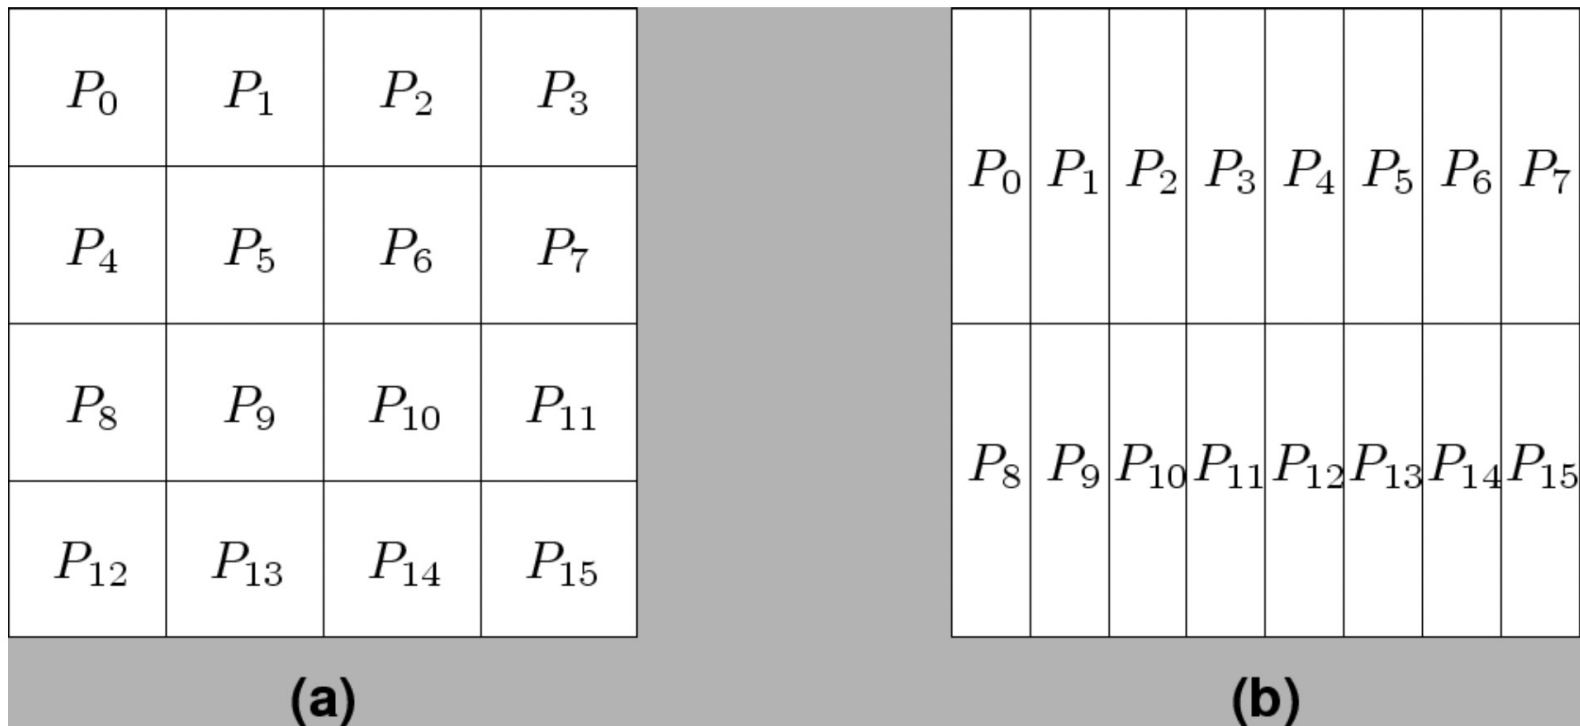 P₀ P₁ P₂ P₃
P₄ P₅ P₆ P₇
P₈ P₉ P₁₀ P₁₁
P₁₂ P₁₃ P₁₄ P₁₅
(a)
P₀ P₁ P₂ P₃ P₄ P₅ P₆ P₇
P₈ P₉ P₁₀ P₁₁ P₁₂ P₁₃ P₁₄ P₁₅
(b)